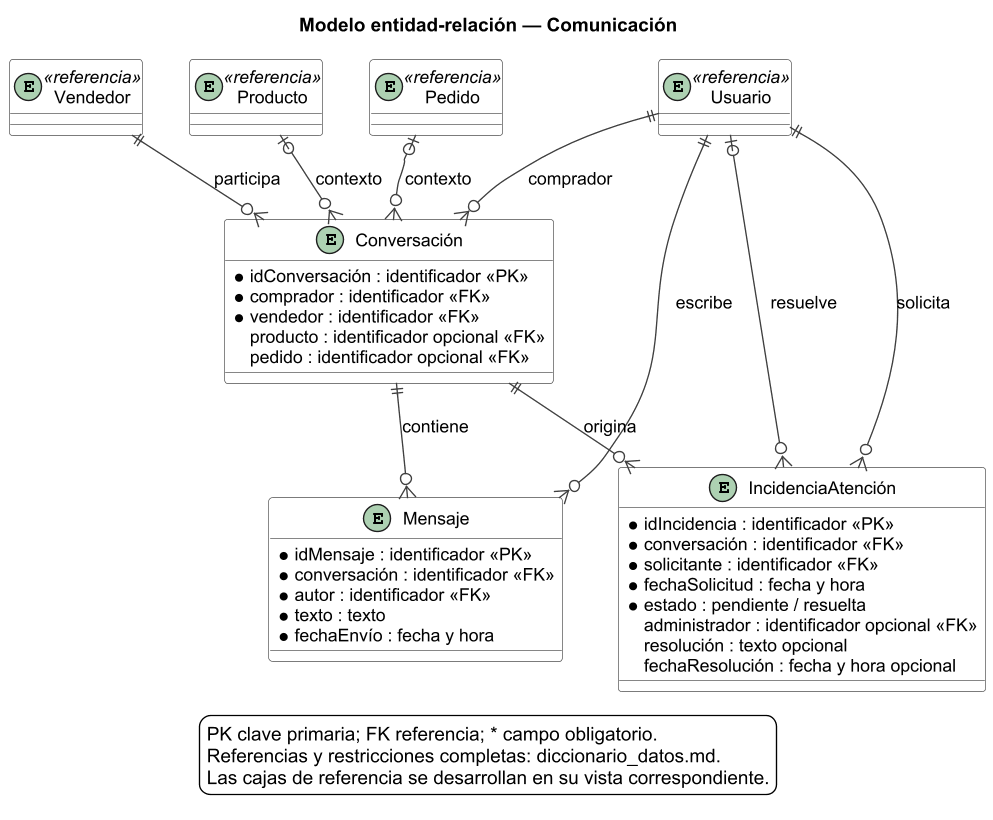 Modelo entidad-relación — Comunicación
E «referencia» Vendedor
E «referencia» Producto
E «referencia» Pedido
E «referencia» Usuario
participa
contexto
contexto
comprador
E Conversación
● idConversación : identificador «PK»
● comprador : identificador «FK»
● vendedor : identificador «FK»
producto : identificador opcional «FK»
pedido : identificador opcional «FK»
escribe
resuelve
solicita
contiene
origina
E Mensaje
● idMensaje : identificador «PK»
● conversación : identificador «FK»
● autor : identificador «FK»
● texto : texto
● fechaEnvío : fecha y hora
E IncidenciaAtención
● idIncidencia : identificador «PK»
● conversación : identificador «FK»
● solicitante : identificador «FK»
● fechaSolicitud : fecha y hora
● estado : pendiente / resuelta
administrador : identificador opcional «FK»
resolución : texto opcional
fechaResolución : fecha y hora opcional
PK clave primaria; FK referencia; * campo obligatorio.
Referencias y restricciones completas: diccionario_datos.md.
Las cajas de referencia se desarrollan en su vista correspondiente.